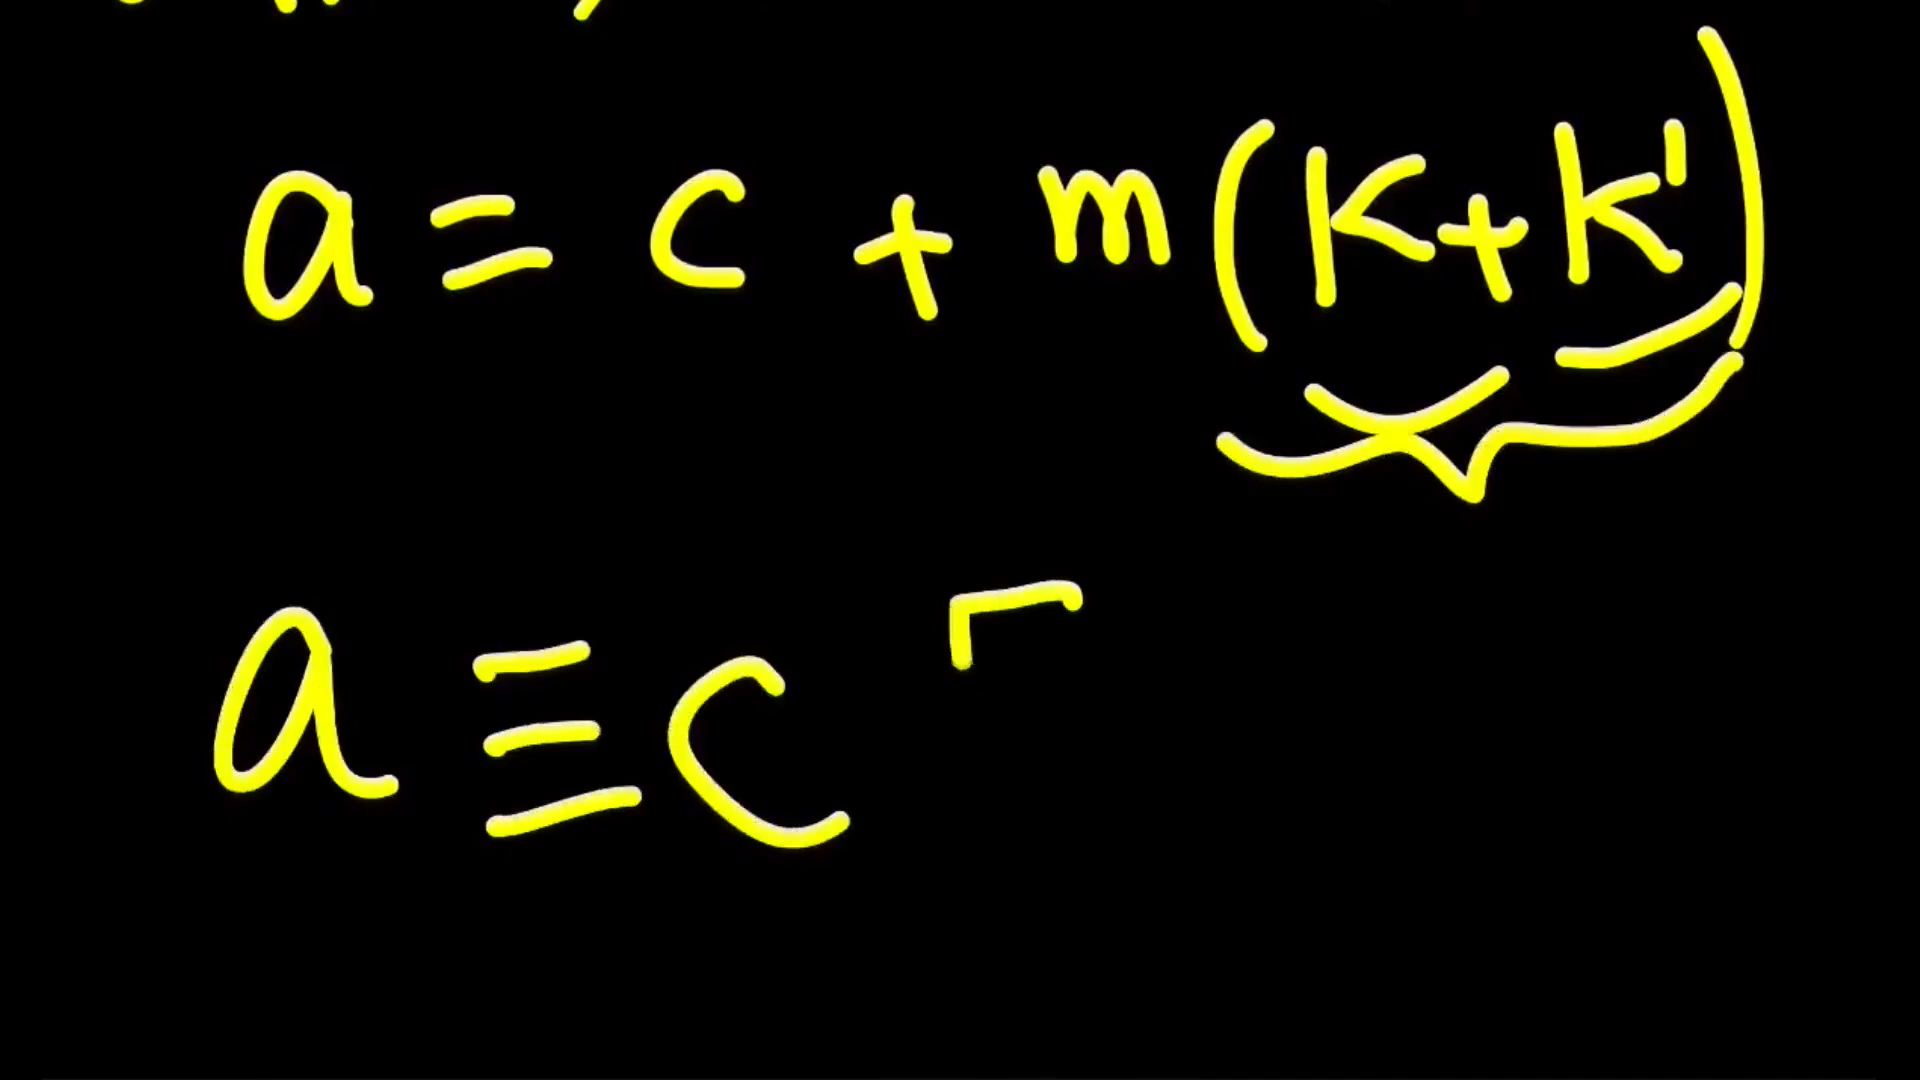 a = c + m(k+k')
a ≡ c